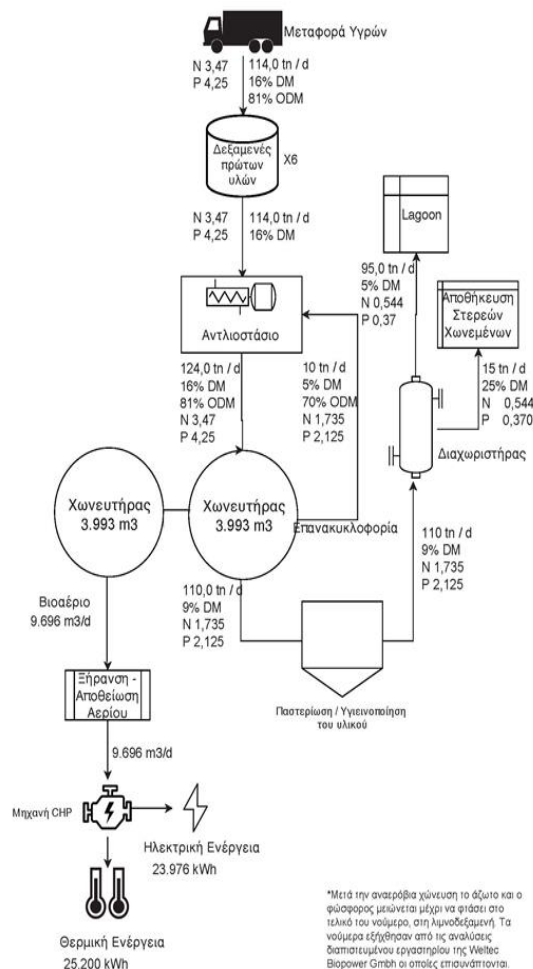 Μεταφορά Υγρών
N 3,47
P 4,25
114,0 tn / d
16% DM
81% ODM
Δεξαμενές
πρώτων
υλών
X6
N 3,47
P 4,25
114,0 tn / d
16% DM
Lagoon
95,0 tn / d
5% DM
N 0,544
P 0,37
Αποθήκευση
Στερεών
Χωνεμένων
15 tn / d
25% DM
N 0,544
P 0,370
Διαχωριστήρας
Αντλιοστάσιο
124,0 tn / d
16% DM
81% ODM
N 3,47
P 4,25
10 tn / d
5% DM
70% ODM
N 1,735
P 2,125
Χωνευτήρας
3.993 m3
Χωνευτήρας
3.993 m3
Επανακυκλοφορία
110 tn / d
9% DM
N 1,735
P 2,125
110,0 tn / d
9% DM
N 1,735
P 2,125
Βιοαέριο
9.696 m3/d
Παστερίωση / Υγιεινοποίηση
του υλικού
Ξήρανση -
Αποθείωση
Αερίου
9.696 m3/d
Μηχανή CHP
Ηλεκτρική Ενέργεια
23.976 kWh
Θερμική Ενέργεια
25.200 kWh
*Μετά την αναερόβια χώνευση το άζωτο και ο
φώσφορος μειώνεται μέχρι να φτάσει στο
τελικό του νούμερο, στη λιμνοδεξαμενή. Τα
νούμερα εξήχθησαν από τις αναλύσεις
διαπιστευμένου εργαστηρίου της Weltec
Biopower Gmbh οι οποίες επισυνάπτονται.